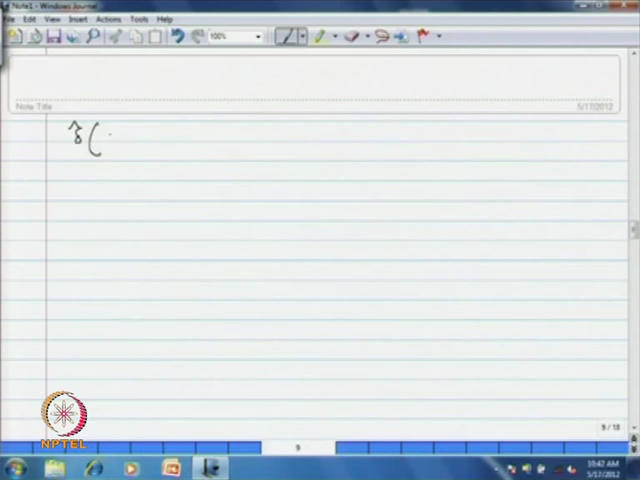 Note1 - Windows Journal
File Edit View Insert Actions Tools Help
100%
Note Title
5/17/2012
9 / 18
NPTEL
9
10:42 AM
5/17/2012